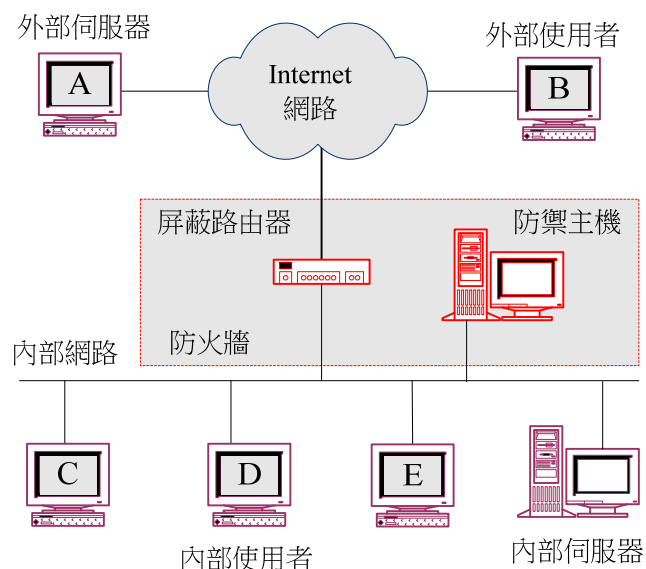 外部伺服器
外部使用者
A
Internet
網路
B
屏蔽路由器
防禦主機
防火牆
內部網路
C
D
E
內部使用者
內部伺服器